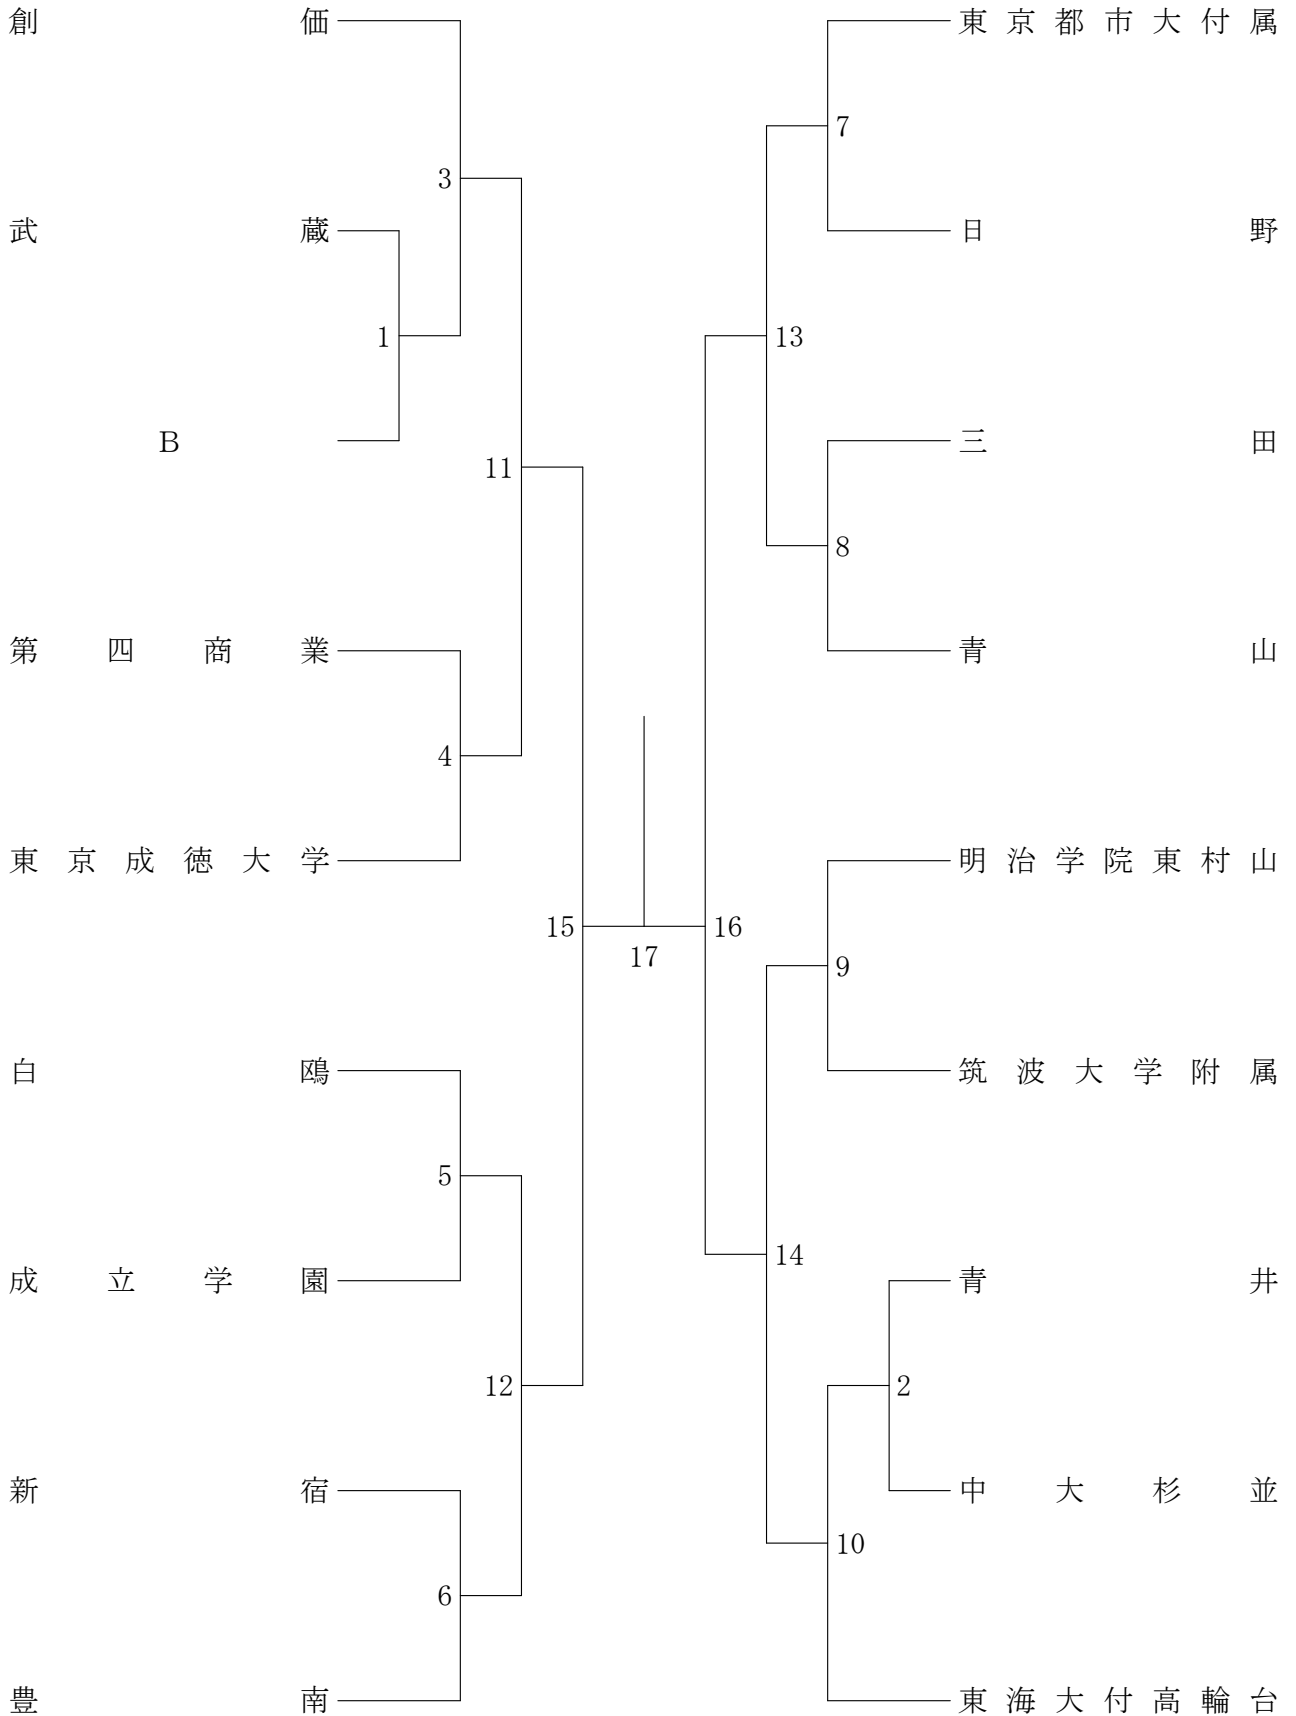 創価
東京都市大付属
7
3
武蔵
日野
1
13
B
三田
11
8
第四商業
青山
4
東京成徳大学
明治学院東村山
15
16
17
9
白鴎
筑波大学附属
5
14
成立学園
青井
12
2
新宿
中大杉並
10
6
豊南
東海大付高輪台